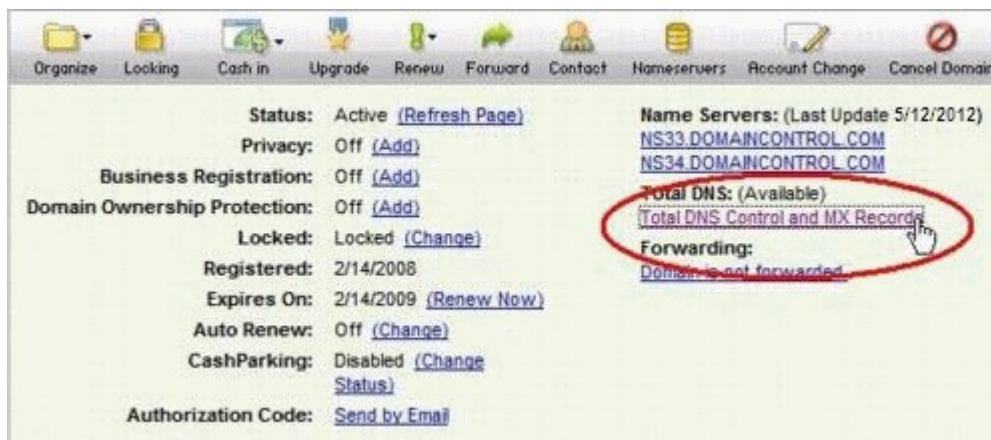 Organize Locking Cash in Upgrade Renew Forward Contact Nameservers Account Change Cancel Domain
Status: Active (Refresh Page)
Privacy: Off (Add)
Business Registration: Off (Add)
Domain Ownership Protection: Off (Add)
Locked: Locked (Change)
Registered: 2/14/2008
Expires On: 2/14/2009 (Renew Now)
Auto Renew: Off (Change)
CashParking: Disabled (Change
Status)
Authorization Code: Send by Email
Name Servers: (Last Update 5/12/2012)
NS33.DOMAINCONTROL.COM
NS34.DOMAINCONTROL.COM
Total DNS: (Available)
Total DNS Control and MX Records
Forwarding:
Domain is not forwarded.